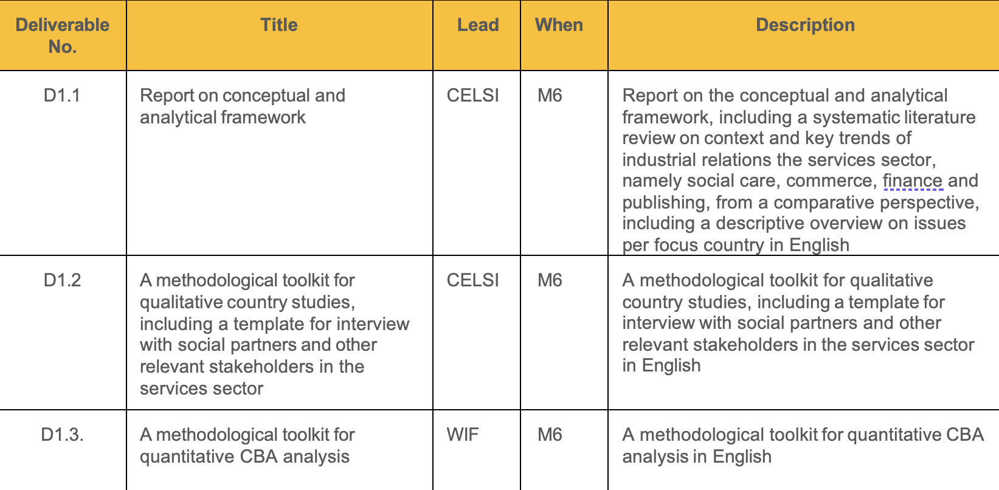 Deliverable No.
Title
Lead
When
Description
D1.1
Report on conceptual and
analytical framework
CELSI
M6
Report on the conceptual and analytical
framework, including a systematic literature
review on context and key trends of
industrial relations the services sector,
namely social care, commerce, finance and
publishing, from a comparative perspective,
including a descriptive overview on issues
per focus country in English
D1.2
A methodological toolkit for
qualitative country studies,
including a template for interview
with social partners and other
relevant stakeholders in the
services sector
CELSI
M6
A methodological toolkit for qualitative
country studies, including a template for
interview with social partners and other
relevant stakeholders in the services sector
in English
D1.3.
A methodological toolkit for
quantitative CBA analysis
WIF
M6
A methodological toolkit for quantitative CBA
analysis in English